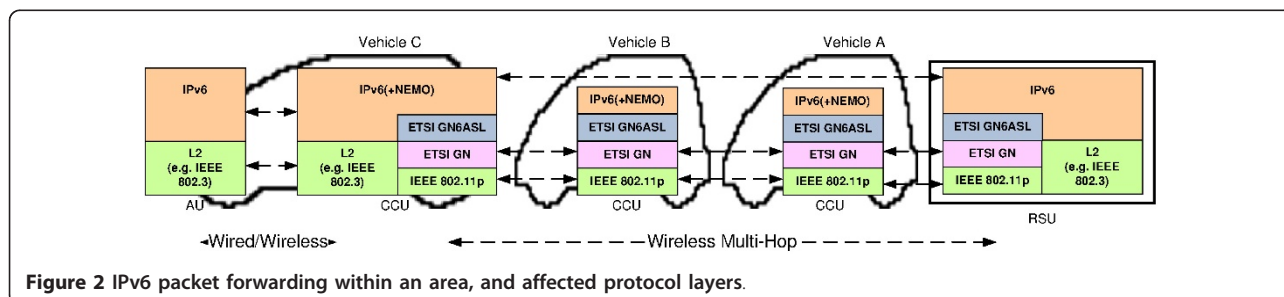 Vehicle C
Vehicle B
Vehicle A
IPv6
L2
(e.g. IEEE
802.3)
AU
IPv6(+NEMO)
ETSI GN6ASL
L2
(e.g. IEEE
802.3)
ETSI GN
IEEE 802.11p
CCU
IPv6(+NEMO)
ETSI GN6ASL
ETSI GN
IEEE 802.11p
CCU
IPv6(+NEMO)
ETSI GN6ASL
ETSI GN
IEEE 802.11p
CCU
IPv6
ETSI GN6ASL
ETSI GN
IEEE 802.11p
L2
(e.g. IEEE
802.3)
RSU
Wired/Wireless
Wireless Multi-Hop
Figure 2 IPv6 packet forwarding within an area, and affected protocol layers.